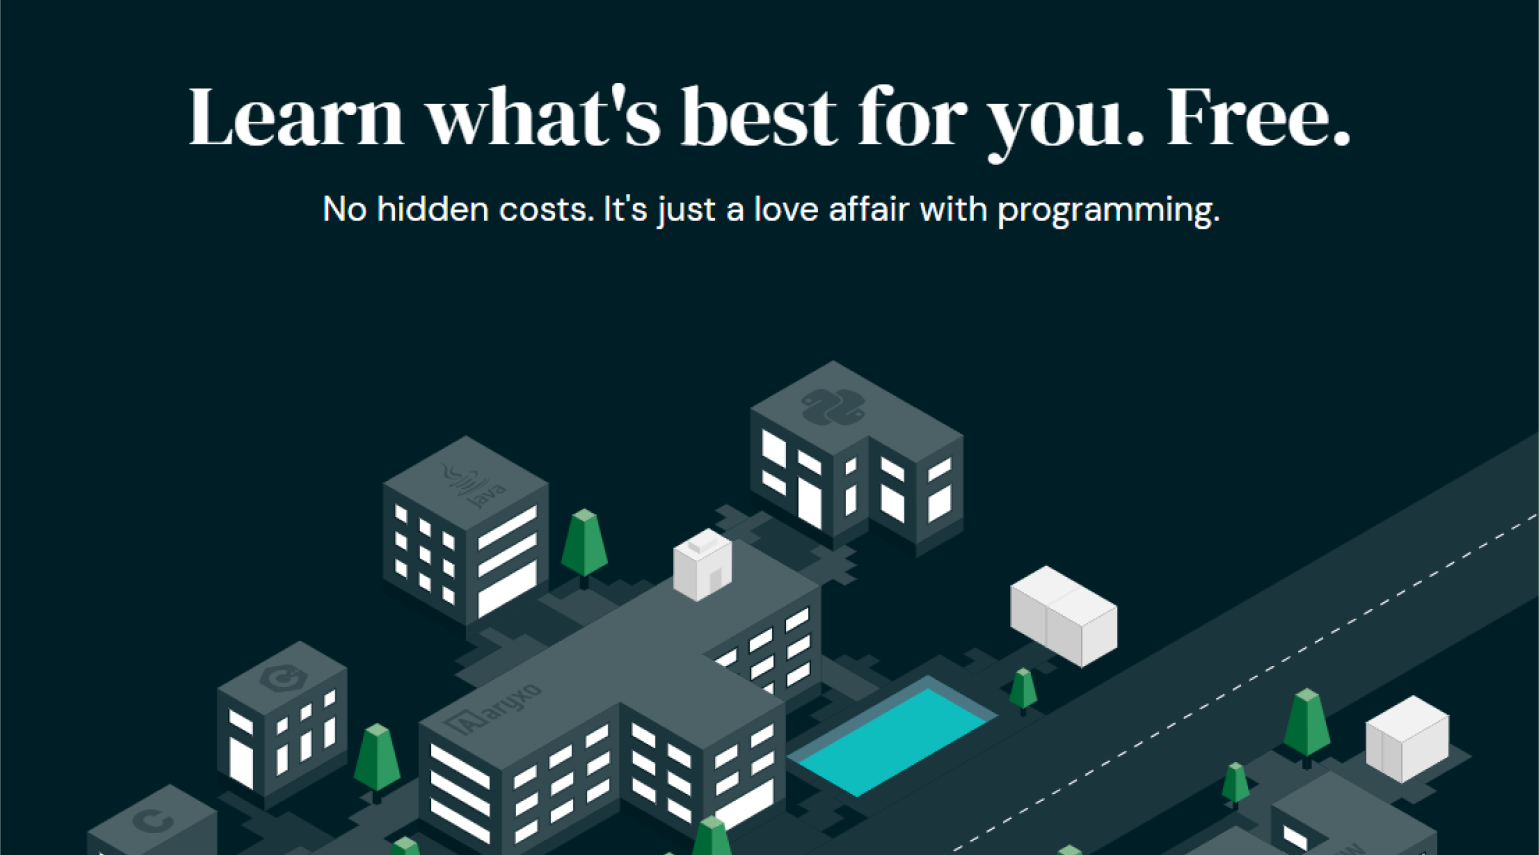 Learn what's best for you. Free.
No hidden costs. It's just a love affair with programming.
Java
C
Aaryxo
C